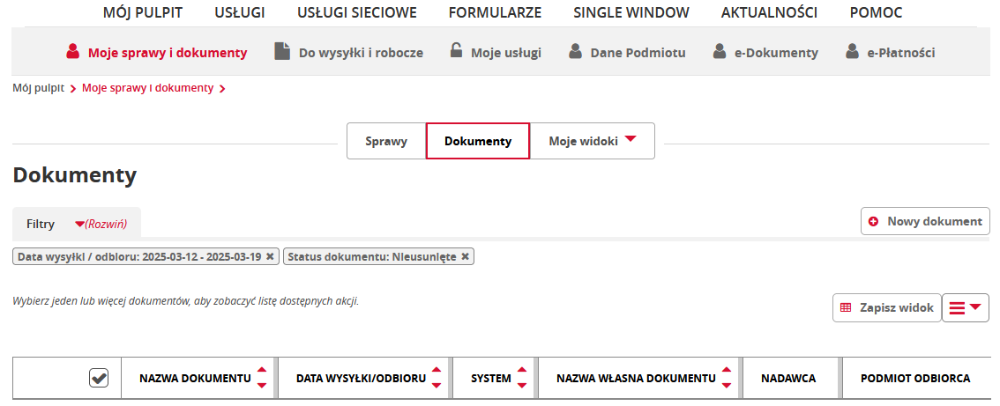 MÓJ PULPIT USŁUGI USŁUGI SIECIOWE FORMULARZE SINGLE WINDOW AKTUALNOŚCI POMOC
Moje sprawy i dokumenty Do wysyłki i robocze Moje usługi Dane Podmiotu e-Dokumenty e-Płatności
Mój pulpit Moje sprawy i dokumenty
Sprawy Dokumenty Moje widoki
Dokumenty
Filtry (Rozwiń) Nowy dokument
Data wysyłki / odbioru: 2025-03-12 - 2025-03-19 Status dokumentu: Nieusunięte
Wybierz jeden lub więcej dokumentów, aby zobaczyć listę dostępnych akcji.
Zapisz widok
NAZWA DOKUMENTU DATA WYSYŁKI/ODBIORU SYSTEM NAZWA WŁASNA DOKUMENTU NADAWCA PODMIOT ODBIORCA